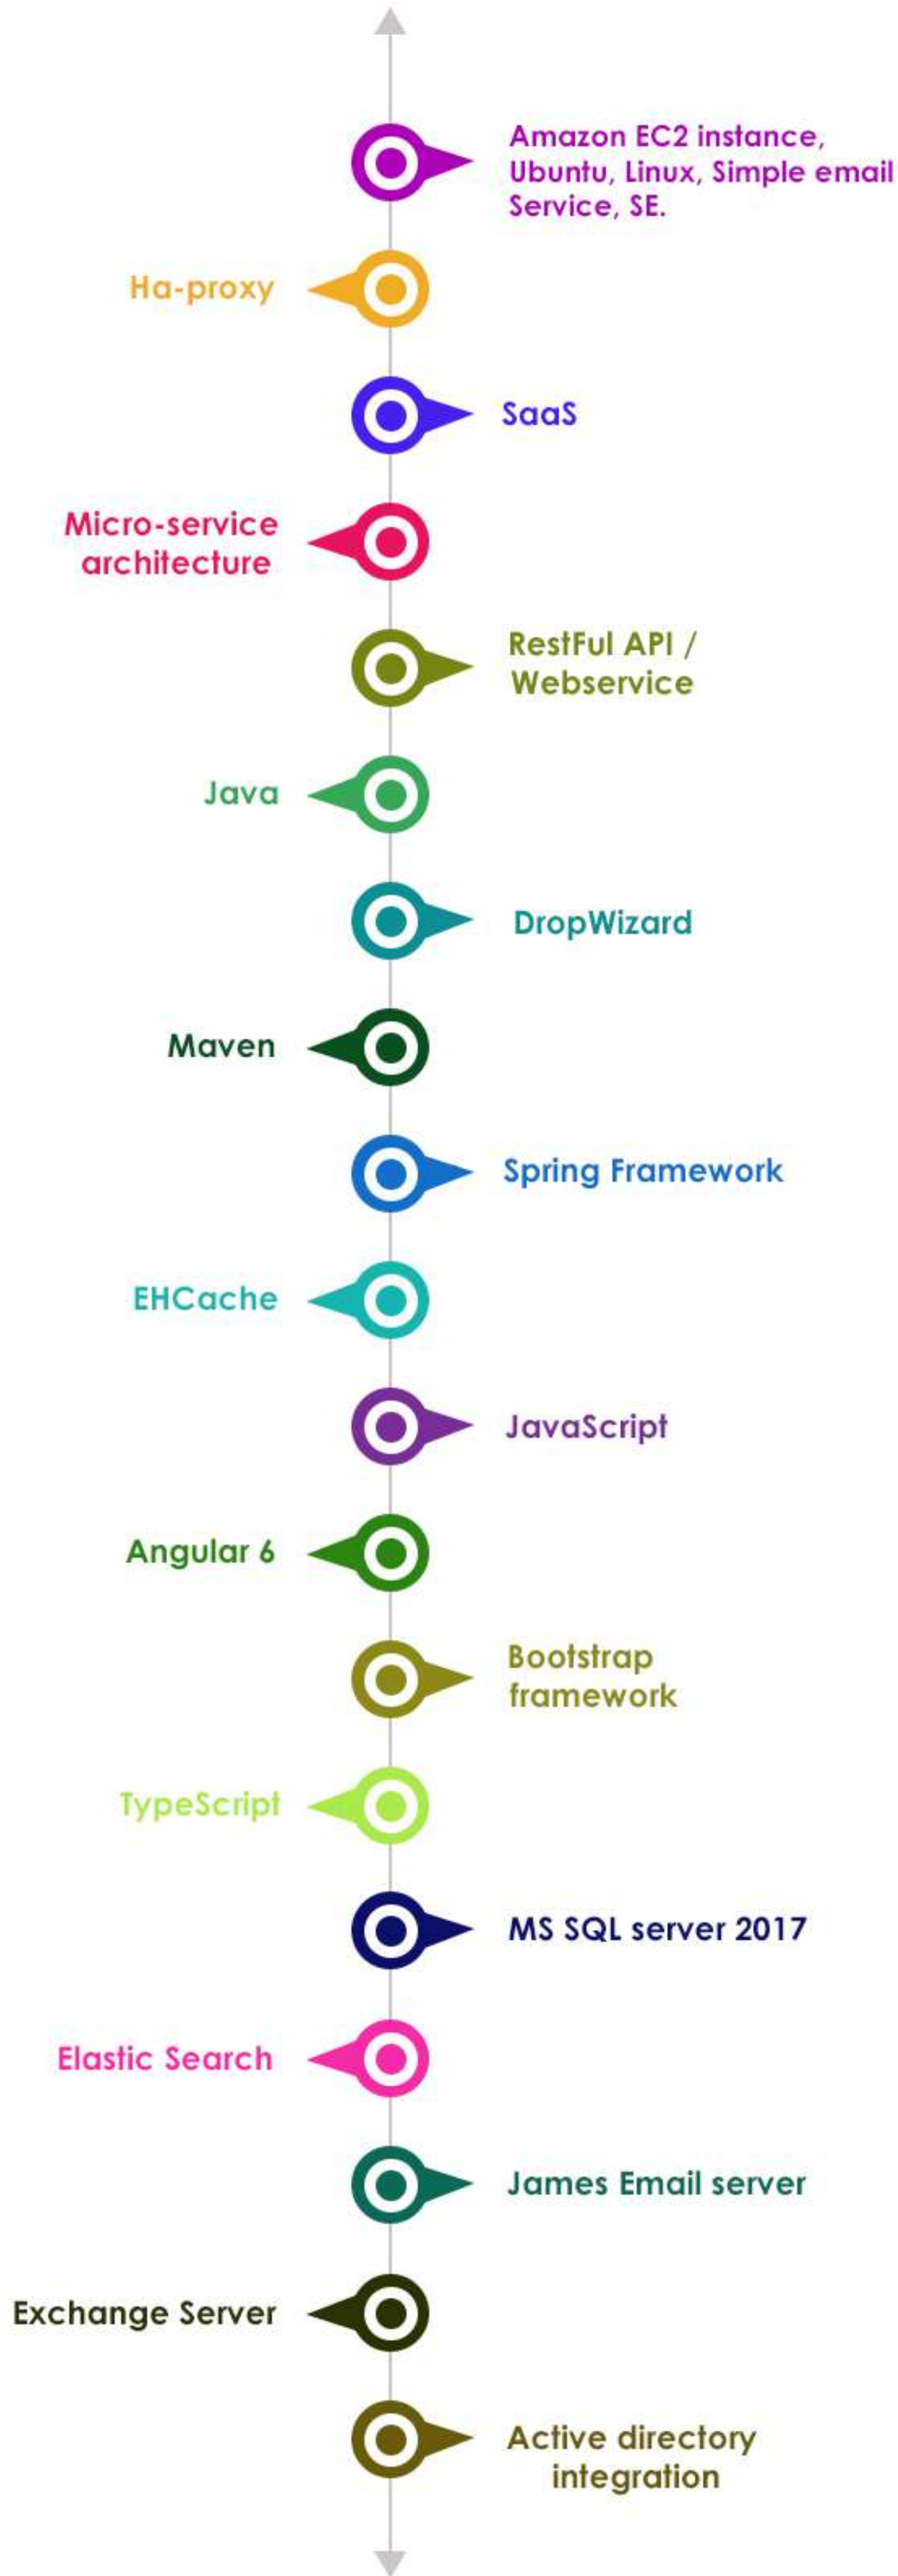 Amazon EC2 instance,
Ubuntu, Linux, Simple email
Service, SE.
Ha-proxy
SaaS
Micro-service
architecture
RestFul API /
Webservice
Java
DropWizard
Maven
Spring Framework
EHCache
JavaScript
Angular 6
Bootstrap
framework
TypeScript
MS SQL server 2017
Elastic Search
James Email server
Exchange Server
Active directory
integration